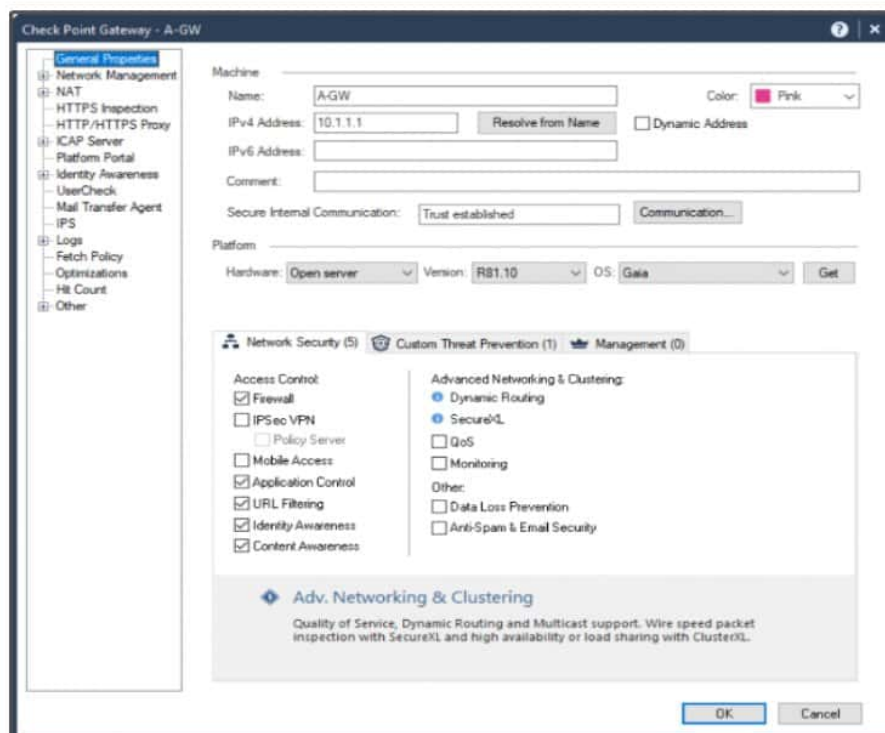 Check Point Gateway - A-GW
General Properties
Network Management
NAT
HTTPS Inspection
HTTP/HTTPS Proxy
ICAP Server
Platform Portal
Identity Awareness
UserCheck
Mail Transfer Agent
IPS
Logs
Fetch Policy
Optimizations
Hit Count
Other
Machine
Name: A-GW Color: Pink
IPv4 Address: 10.1.1.1 Resolve from Name Dynamic Address
IPv6 Address:
Comment:
Secure Internal Communication: Trust established Communication...
Platform
Hardware: Open server Version: R81.10 OS: Gaia Get
Network Security (5) Custom Threat Prevention (1) Management (0)
Access Control:
Firewall
IPSec VPN
Policy Server
Mobile Access
Application Control
URL Filtering
Identity Awareness
Content Awareness
Advanced Networking & Clustering:
Dynamic Routing
SecureXL
QoS
Monitoring
Other:
Data Loss Prevention
Anti-Spam & Email Security
Adv. Networking & Clustering
Quality of Service, Dynamic Routing and Multicast support. Wire speed packet
inspection with SecureXL and high availability or load sharing with ClusterXL.
OK Cancel